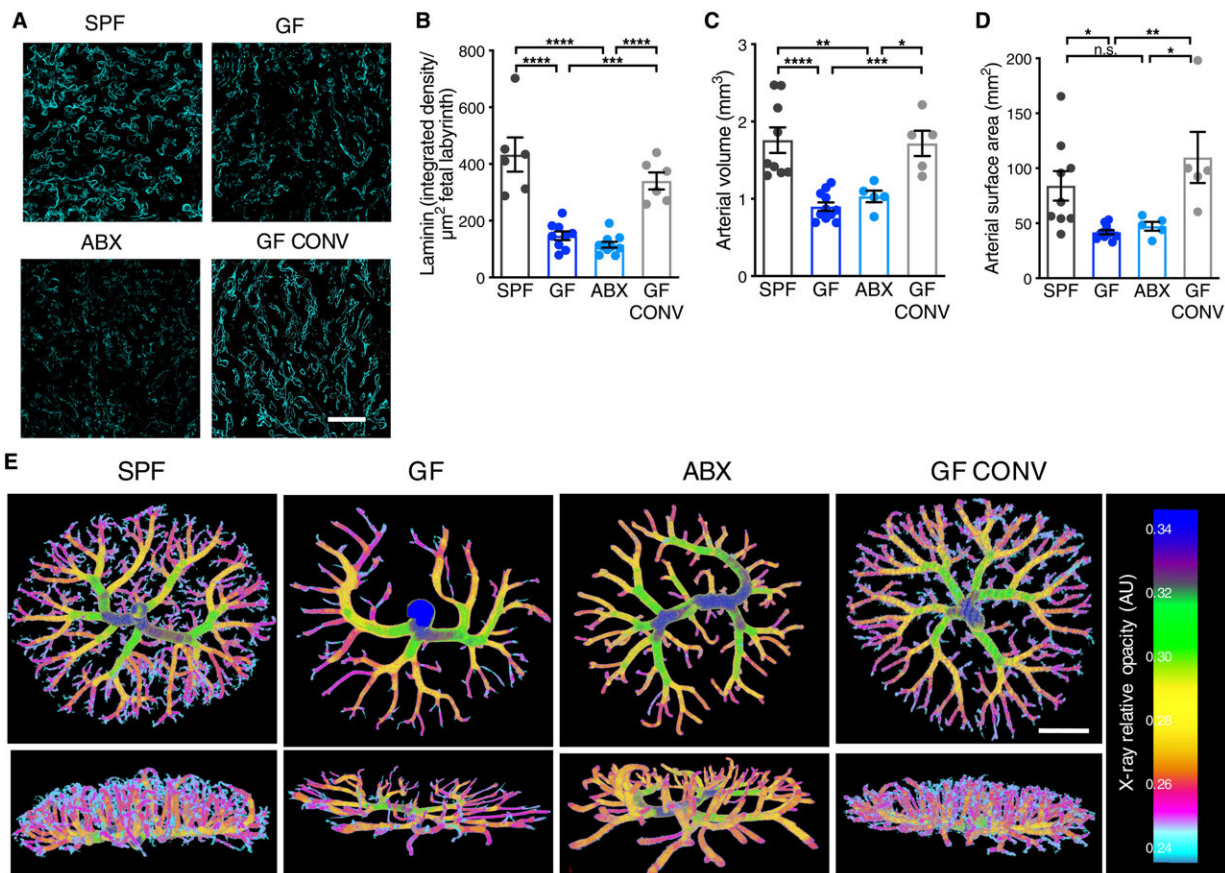 A
SPF
GF
ABX
GF CONV
B
Laminin (integrated density/
μm² fetal labyrinth)
800
600
400
200
0
****
****
****
***
SPF
GF
ABX
GF
CONV
C
Arterial volume (mm³)
3
2
1
0
**
*
****
***
SPF
GF
ABX
GF
CONV
D
Arterial surface area (mm²)
200
150
100
50
0
*
**
n.s.
*
SPF
GF
ABX
GF
CONV
E
SPF
GF
ABX
GF CONV
0.34
0.32
0.30
0.28
0.26
0.24
X-ray relative opacity (AU)